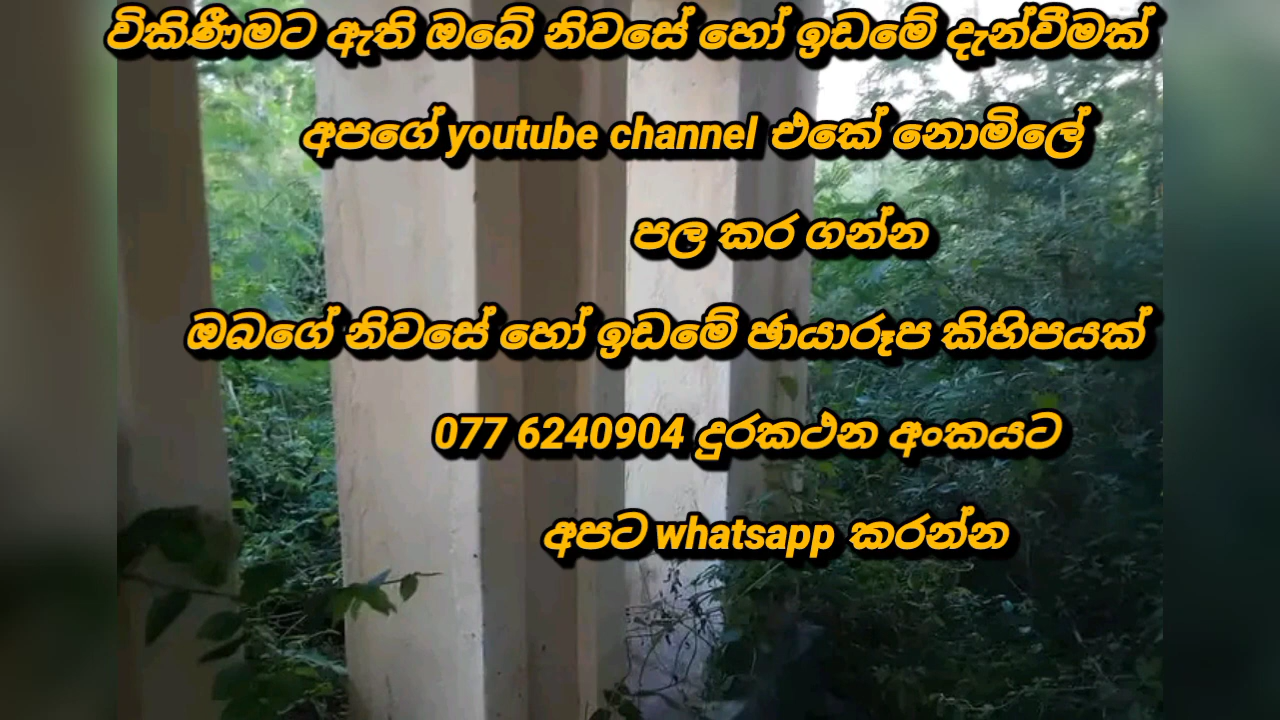 විකිණීමට ඇති ඔබේ නිවසේ හෝ ඉඩමේ දැන්වීමක්
අපගේ youtube channel එකේ නොමිලේ
පල කර ගන්න
ඔබගේ නිවසේ හෝ ඉඩමේ ඡායාරූප කිහිපයක්
077 6240904 දුරකථන අංකයට
අපට whatsapp කරන්න